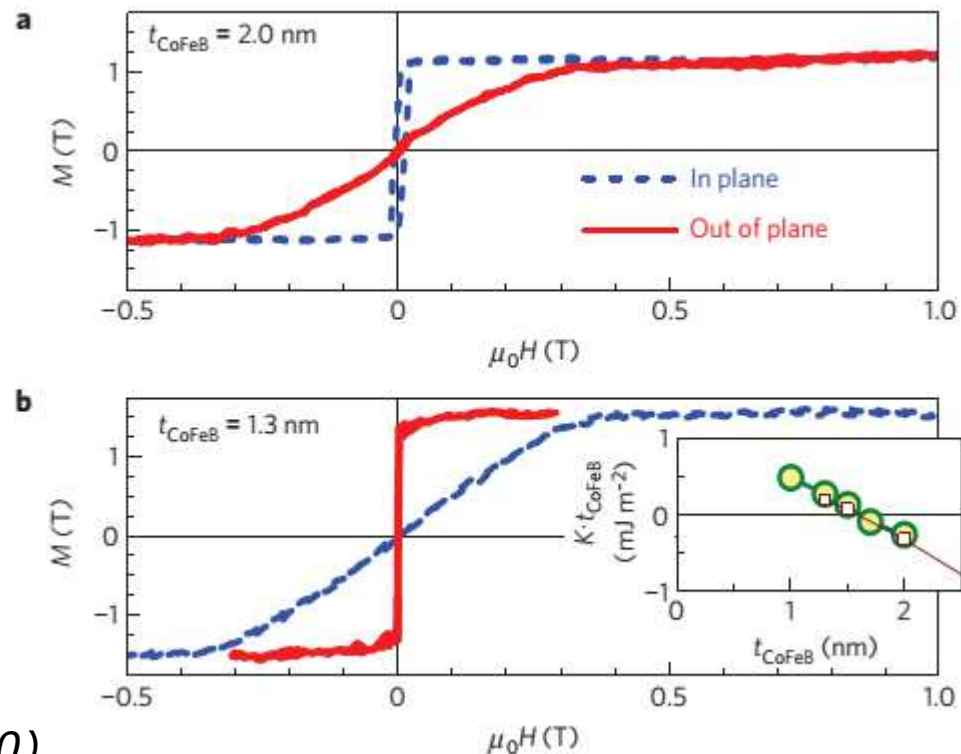 a
t_CoFeB = 2.0 nm
1
0
−1
M (T)
In plane
Out of plane
−0.5
0
0.5
1.0
μ₀H (T)
b
t_CoFeB = 1.3 nm
1
0
−1
M (T)
K·t_CoFeB
(mJ m⁻²)
1
0
−1
0
1
2
t_CoFeB (nm)
−0.5
0
0.5
1.0
μ₀H (T)
0)